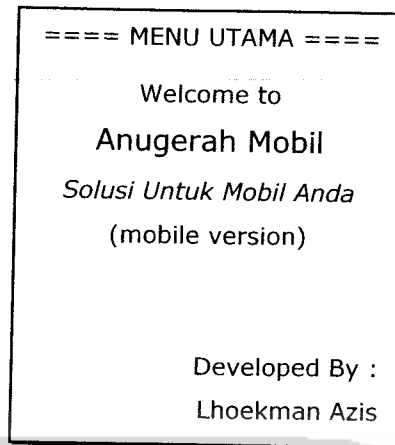 ==== MENU UTAMA ====
Welcome to
Anugerah Mobil
Solusi Untuk Mobil Anda
(mobile version)
Developed By :
Lhoekman Azis